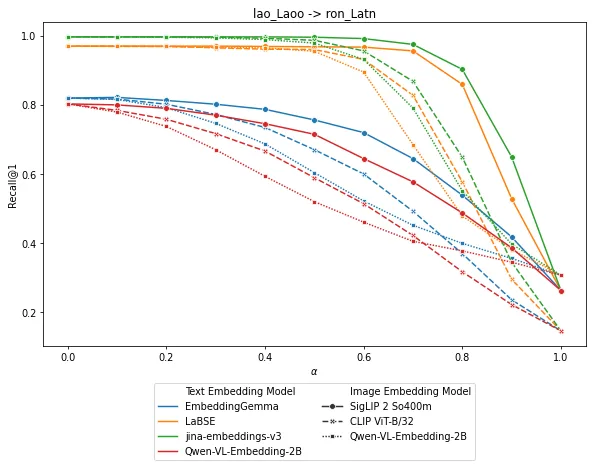 lao_Laoo -> ron_Latn
Recall@1
1.0
0.8
0.6
0.4
0.2
0.0 0.2 0.4 0.6 0.8 1.0
α
Text Embedding Model
EmbeddingGemma
LaBSE
jina-embeddings-v3
Qwen-VL-Embedding-2B
Image Embedding Model
SigLIP 2 So400m
CLIP ViT-B/32
Qwen-VL-Embedding-2B